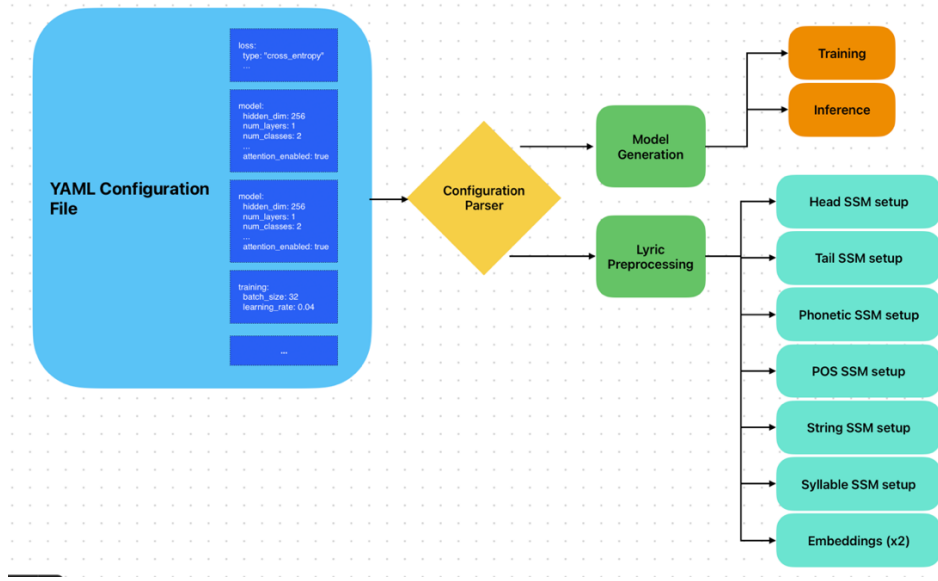 YAML Configuration
File
loss:
type: "cross_entropy"
...
model:
hidden_dim: 256
num_layers: 1
num_classes: 2
...
attention_enabled: true
model:
hidden_dim: 256
num_layers: 1
num_classes: 2
...
attention_enabled: true
training:
batch_size: 32
learning_rate: 0.04
...
Configuration
Parser
Model
Generation
Lyric
Preprocessing
Training
Inference
Head SSM setup
Tail SSM setup
Phonetic SSM setup
POS SSM setup
String SSM setup
Syllable SSM setup
Embeddings (x2)